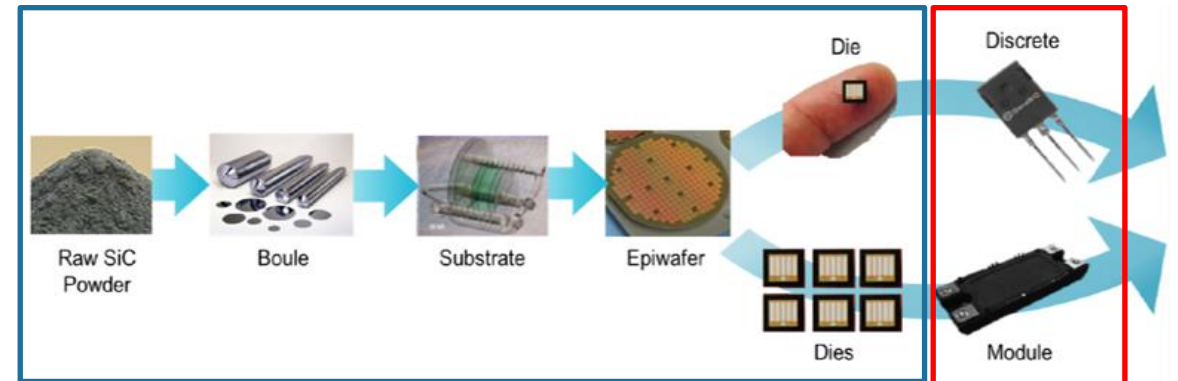 Die
Discrete
Raw SiC
Powder
Boule
Substrate
Epiwafer
Dies
Module